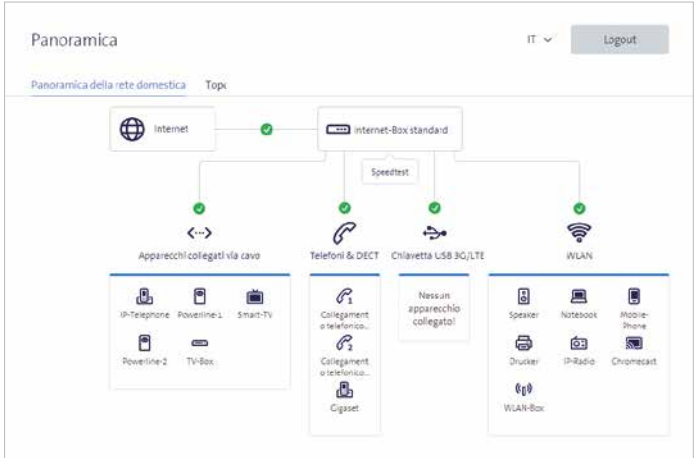 Panoramica
IT
Logout
Panoramica della rete domestica
Topo
Internet
Internet-Box standard
Speedtest
Apparecchi collegati via cavo
Telefoni & DECT
Chiavetta USB 3G/LTE
WLAN
IP-Telephone Powerline-1 Smart-TV
Powerline-2 TV-Box
1
Collegament
o telefonico...
2
Collegament
o telefonico...
Gigaset
Nessun
apparecchio
collegato!
Speaker Notebook Mobile-
Phone
Drucker IP-Radio Chromecast
WLAN-Box